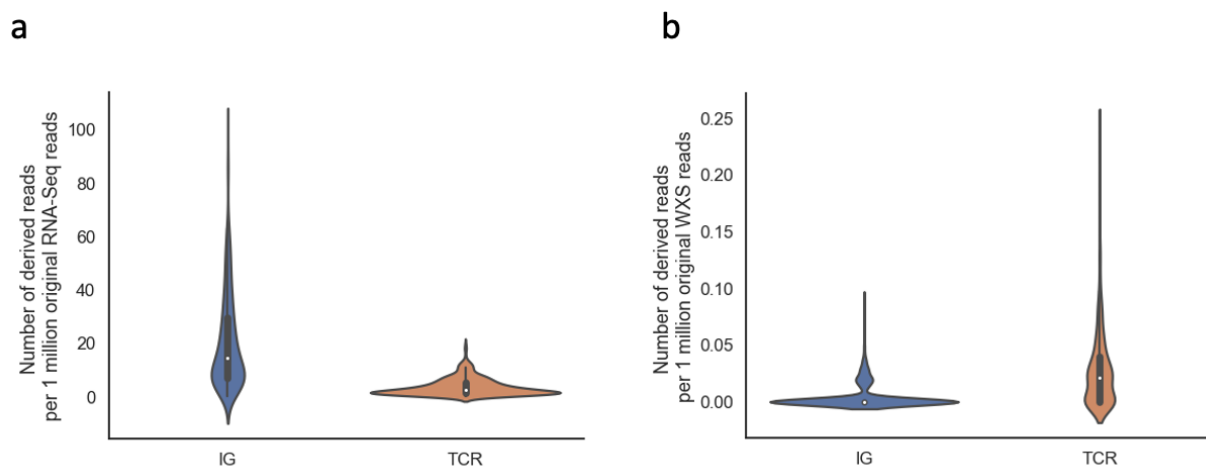 a
Number of derived reads
per 1 million original RNA-Seq reads
100
80
60
40
20
0
IG
TCR
b
Number of derived reads
per 1 million original WXS reads
0.25
0.20
0.15
0.10
0.05
0.00
IG
TCR